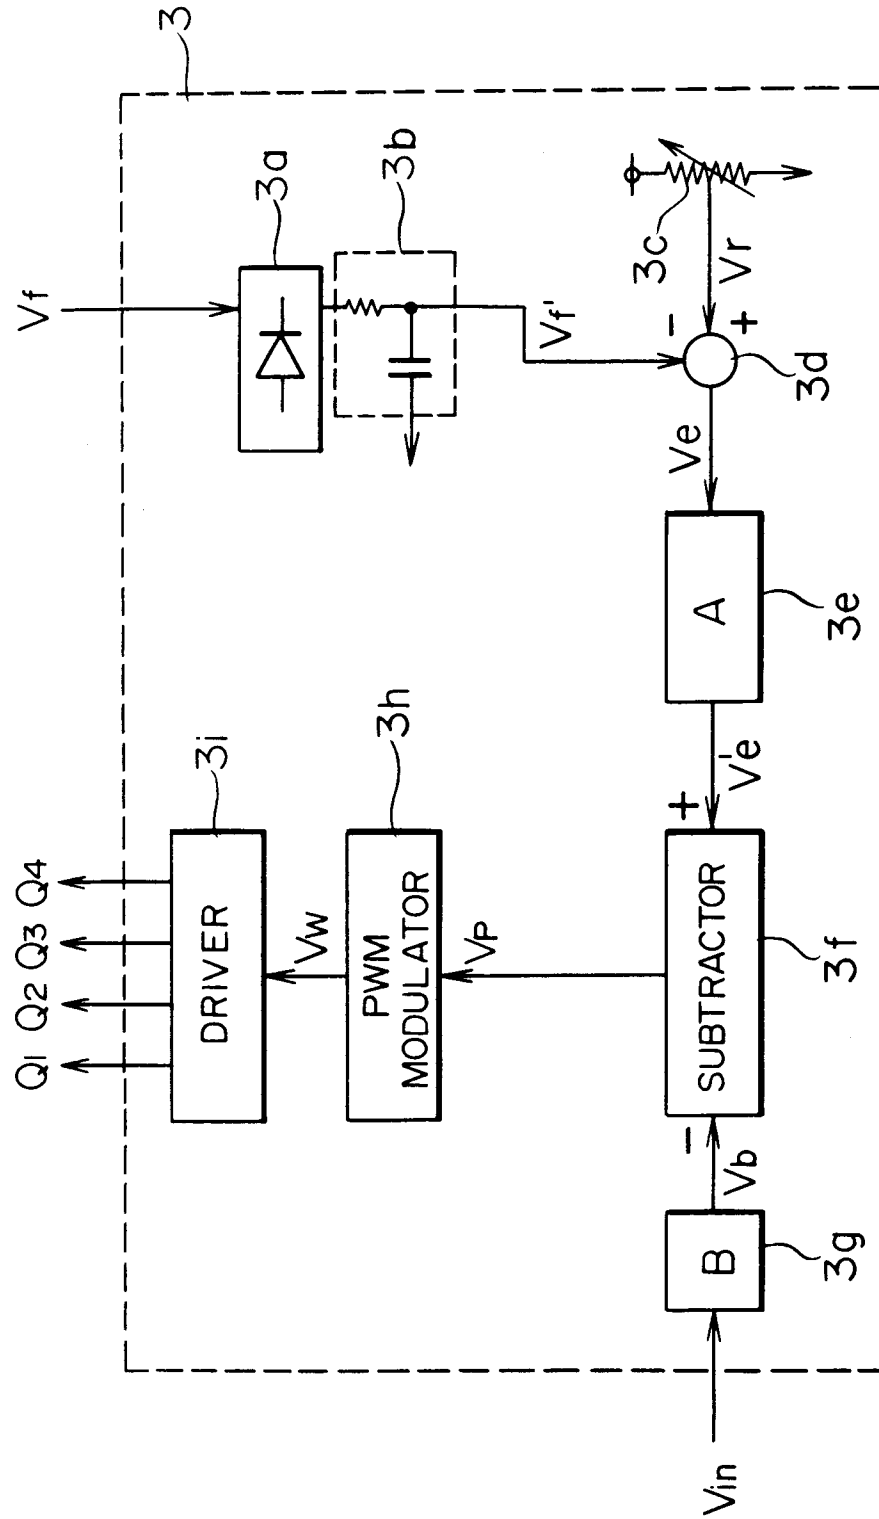 3
Vf
3a
3b
3c
Vr
Vf'
-
+
3d
Ve
A
3e
V'e
+
SUBTRACTOR
3f
-
Vb
B
3g
Vin
VP
PWM
MODULATOR
3h
VW
DRIVER
3i
Q1
Q2
Q3
Q4